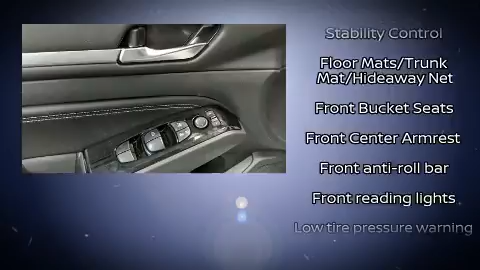 Stability Control
Floor Mats/Trunk
Mat/Hideaway Net
Front Bucket Seats
Front Center Armrest
Front anti-roll bar
Front reading lights
Low tire pressure warning